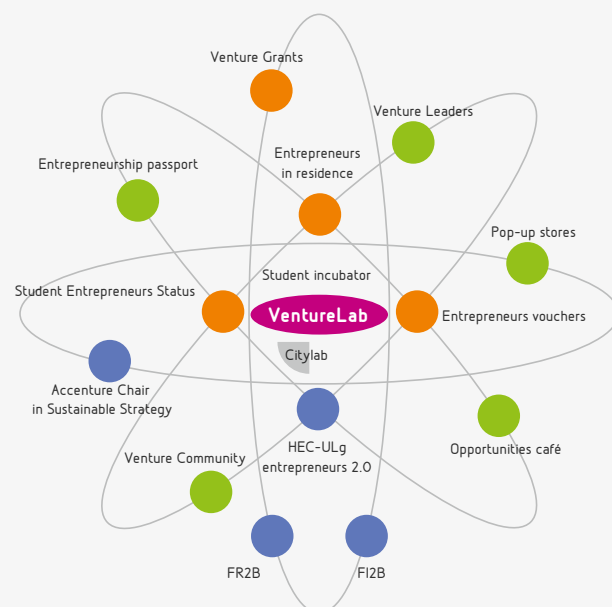 Venture Grants
Venture Leaders
Entrepreneurs
in residence
Entrepreneurship passport
Pop-up stores
Student incubator
Student Entrepreneurs Status
VentureLab
Entrepreneurs vouchers
Citylab
Accenture Chair
in Sustainable Strategy
HEC-ULg
entrepreneurs 2.0
Opportunities café
Venture Community
FR2B
FI2B